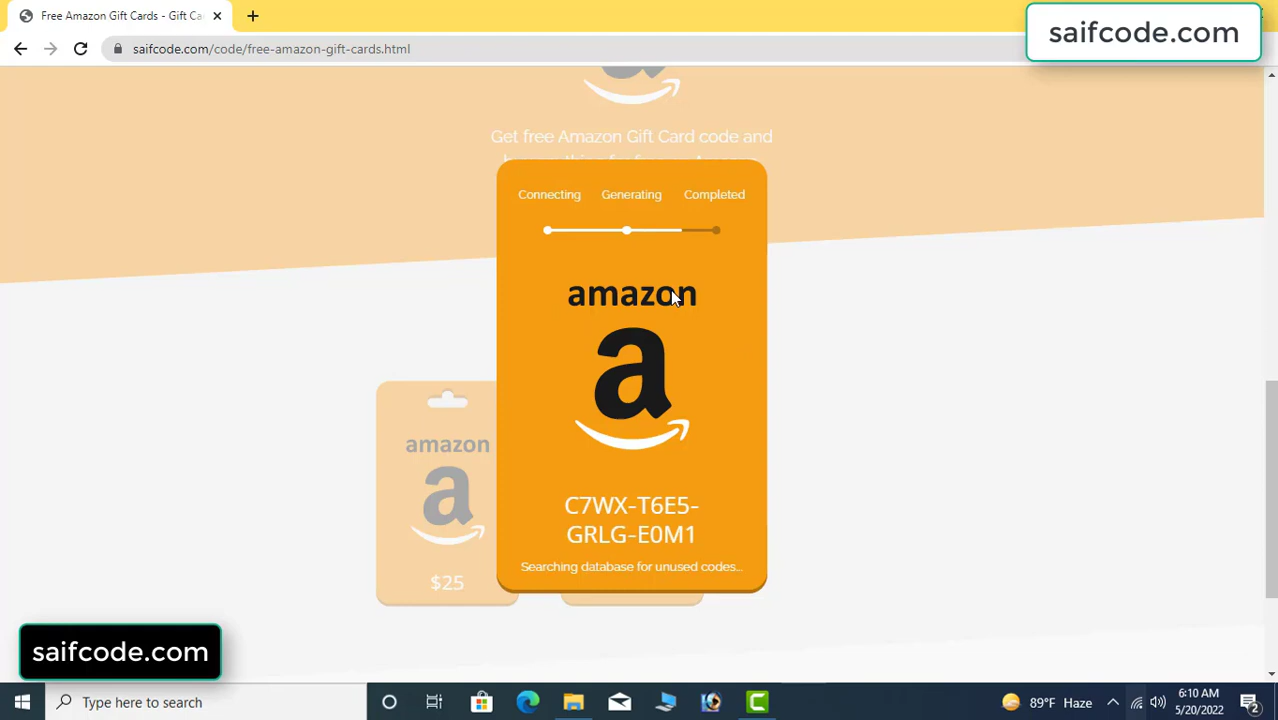 Free Amazon Gift Cards - Gift Ca
saifcode.com/code/free-amazon-gift-cards.html
saifcode.com
Get free Amazon Gift Card code and
Connecting Generating Completed
amazon
a
C7WX-T6E5-
GRLG-E0M1
Searching database for unused codes...
amazon
a
$25
saifcode.com
Type here to search
89°F Haze
6:10 AM
5/20/2022
2